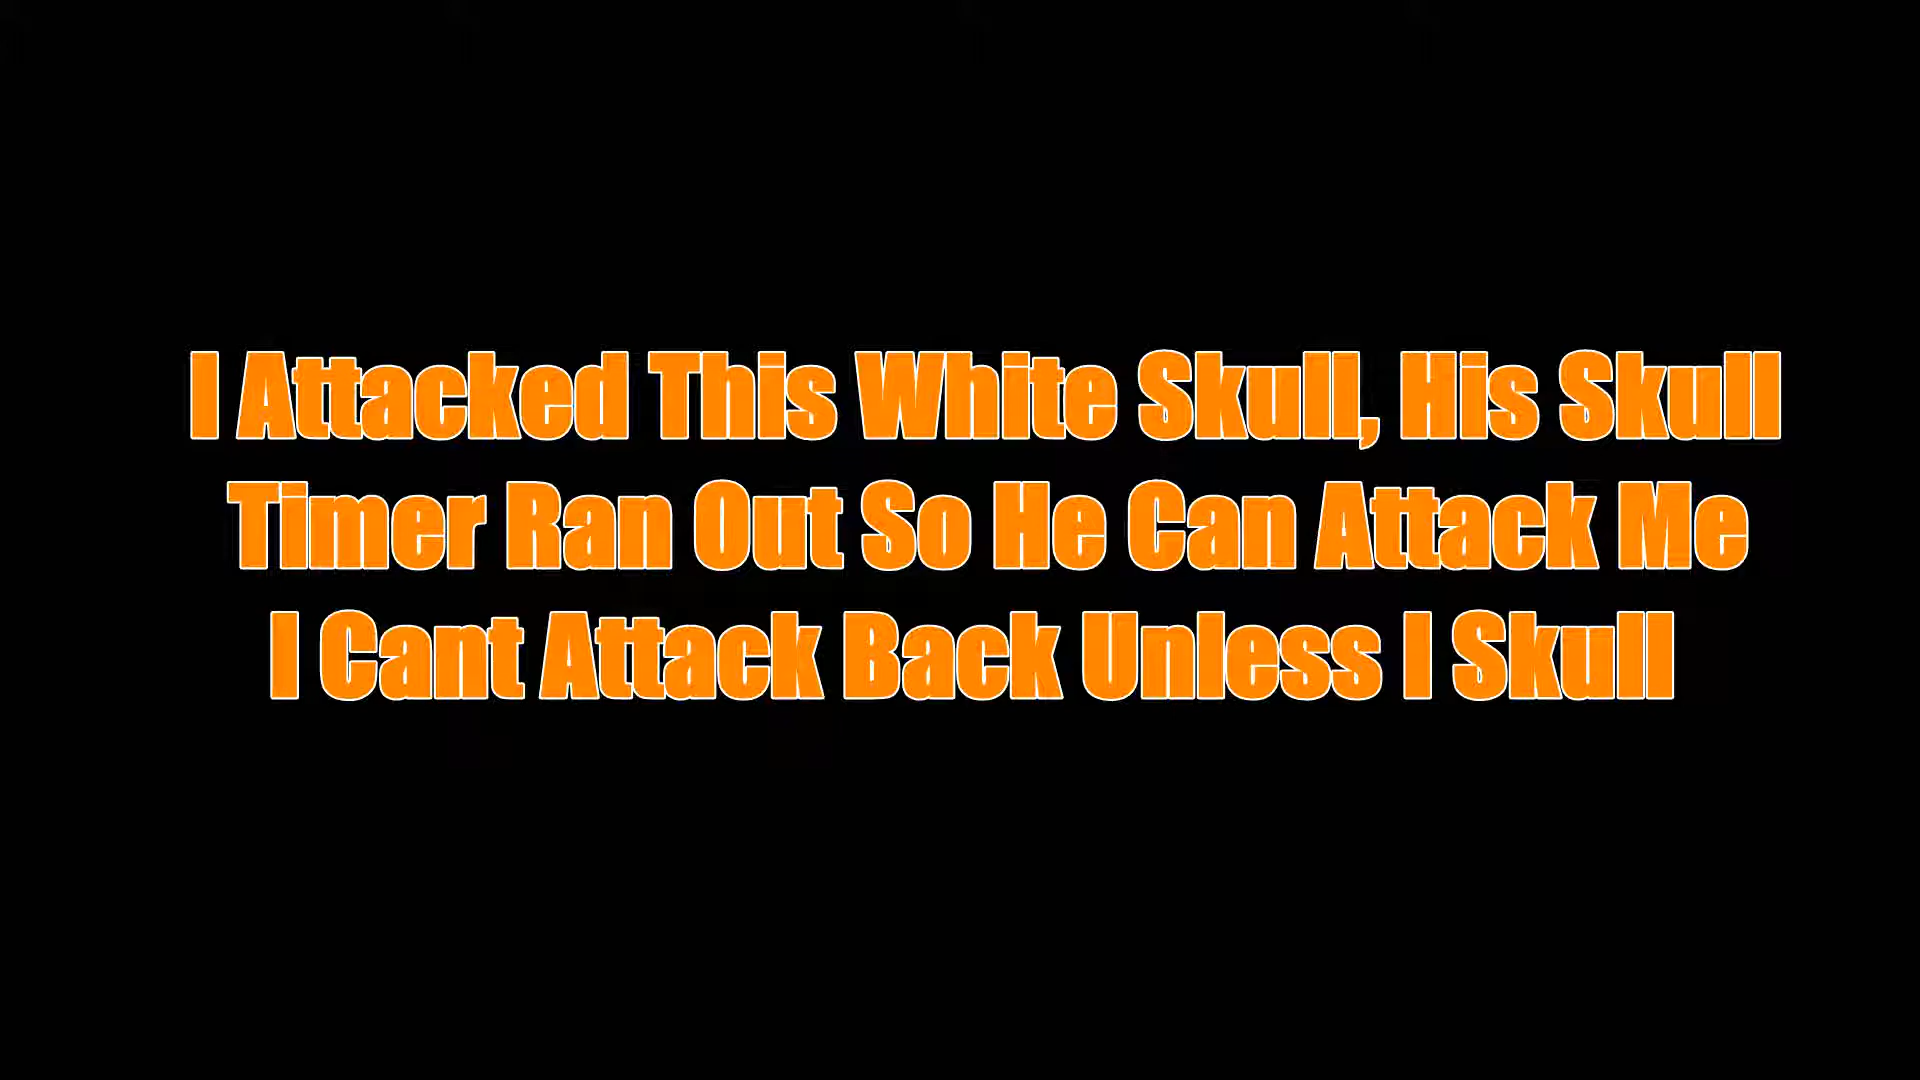 I Attacked This White Skull, His Skull
Timer Ran Out So He Can Attack Me
I Cant Attack Back Unless I Skull